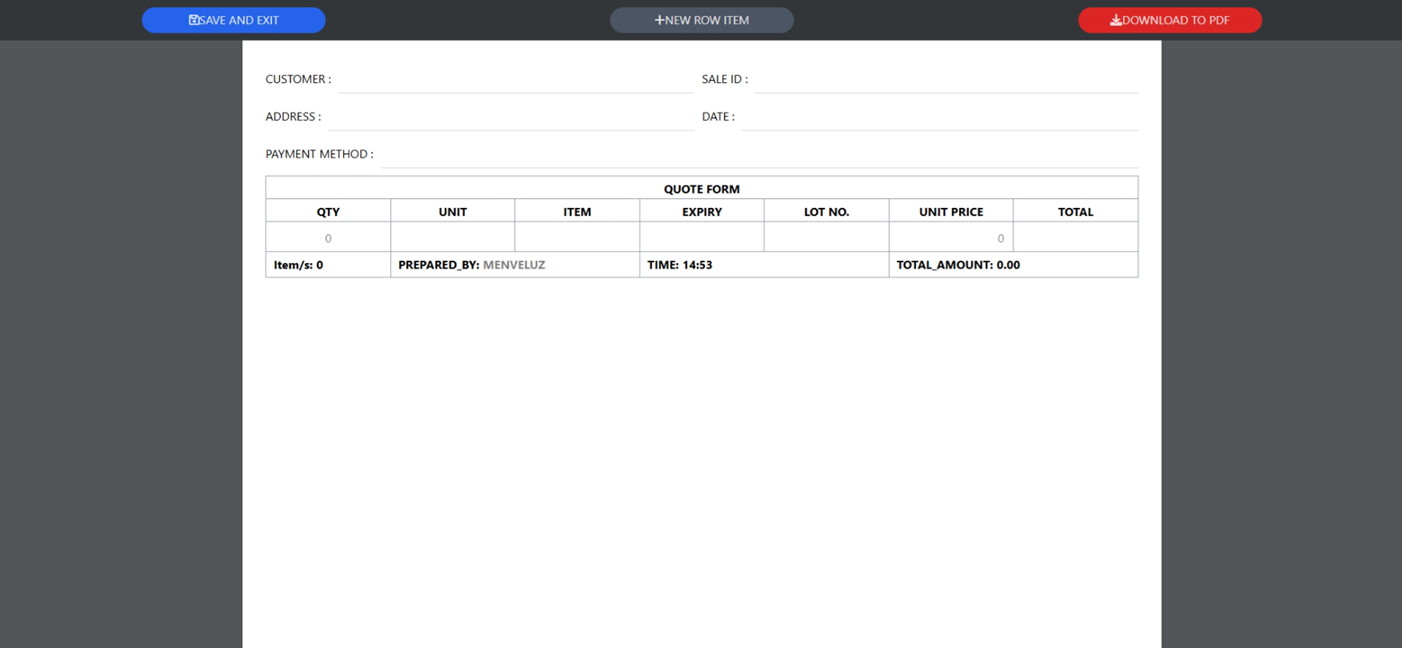 SAVE AND EXIT
NEW ROW ITEM
DOWNLOAD TO PDF
CUSTOMER :
SALE ID :
ADDRESS :
DATE :
PAYMENT METHOD :
QUOTE FORM
QTY UNIT ITEM EXPIRY LOT NO. UNIT PRICE TOTAL
0 0
Item/s: 0 PREPARED_BY: MENVELUZ TIME: 14:53 TOTAL_AMOUNT: 0.00